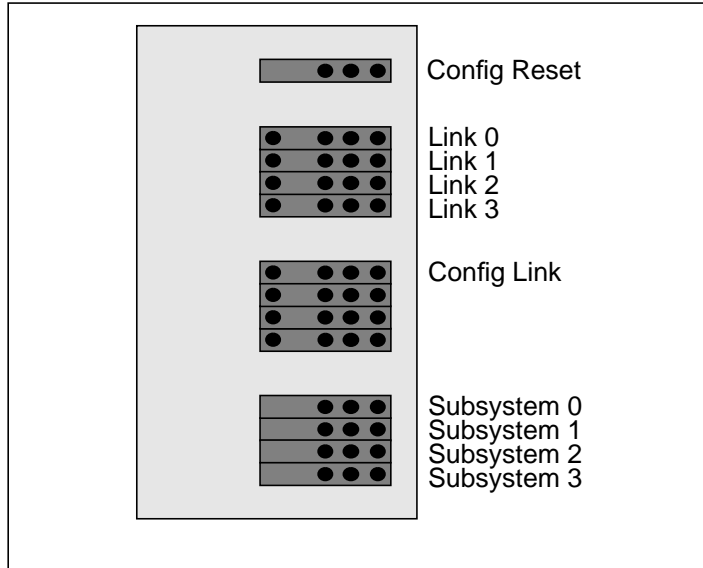 Config Reset
Link 0
Link 1
Link 2
Link 3
Config Link
Subsystem 0
Subsystem 1
Subsystem 2
Subsystem 3